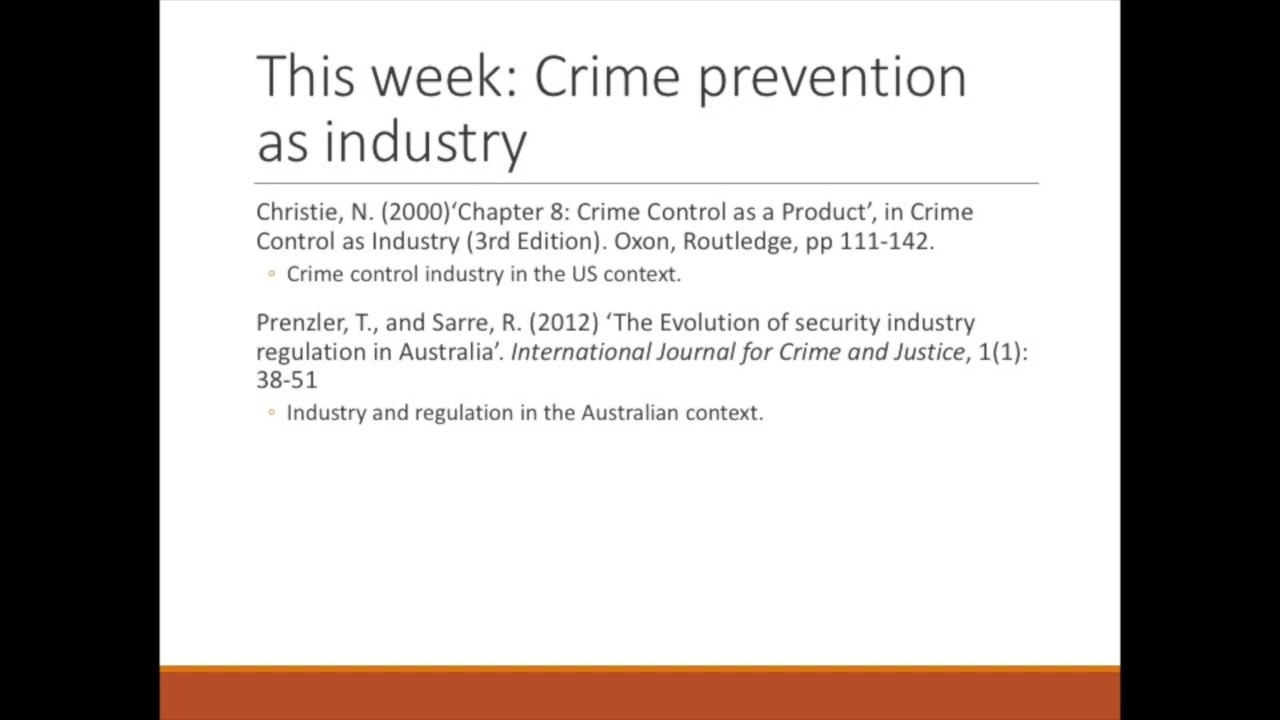 This week: Crime prevention
as industry
Christie, N. (2000)‘Chapter 8: Crime Control as a Product’, in Crime
Control as Industry (3rd Edition). Oxon, Routledge, pp 111-142.
◦ Crime control industry in the US context.
Prenzler, T., and Sarre, R. (2012) ‘The Evolution of security industry
regulation in Australia’. International Journal for Crime and Justice, 1(1):
38-51
◦ Industry and regulation in the Australian context.